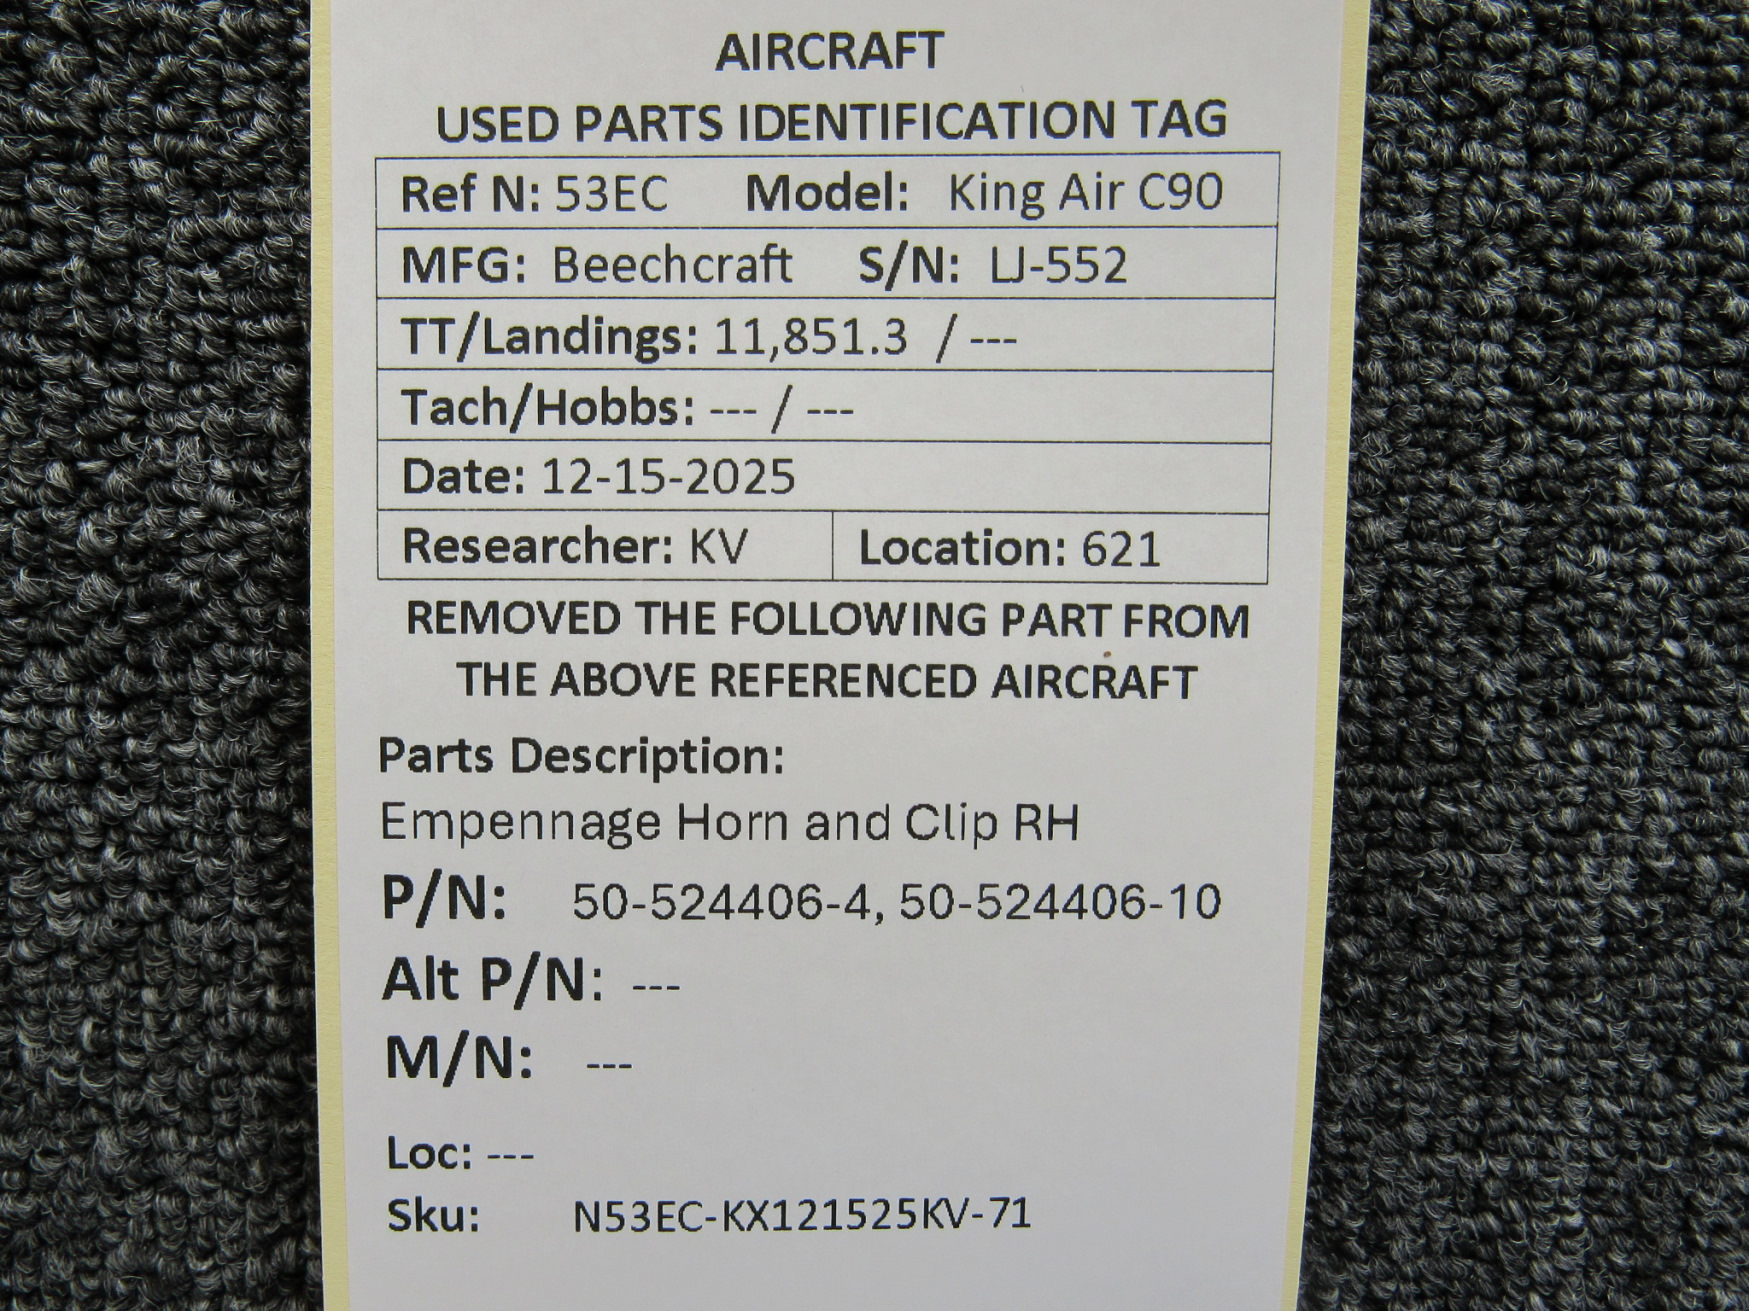 AIRCRAFT
USED PARTS IDENTIFICATION TAG
Ref N: 53EC Model: King Air C90
MFG: Beechcraft S/N: LJ-552
TT/Landings: 11,851.3 / ---
Tach/Hobbs: --- / ---
Date: 12-15-2025
Researcher: KV Location: 621
REMOVED THE FOLLOWING PART FROM
THE ABOVE REFERENCED AIRCRAFT
Parts Description:
Empennage Horn and Clip RH
P/N: 50-524406-4, 50-524406-10
Alt P/N: ---
M/N: ---
Loc: ---
Sku: N53EC-KX121525KV-71